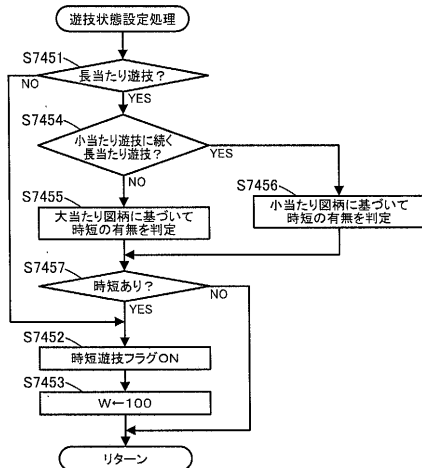 遊技状態設定処理
S7451
長当たり遊技？
NO
YES
S7454
小当たり遊技に続く
長当たり遊技？
YES
NO
S7455
大当たり図柄に基づいて
時短の有無を判定
S7456
小当たり図柄に基づいて
時短の有無を判定
S7457
時短あり？
NO
YES
S7452
時短遊技フラグON
S7453
W←100
リターン